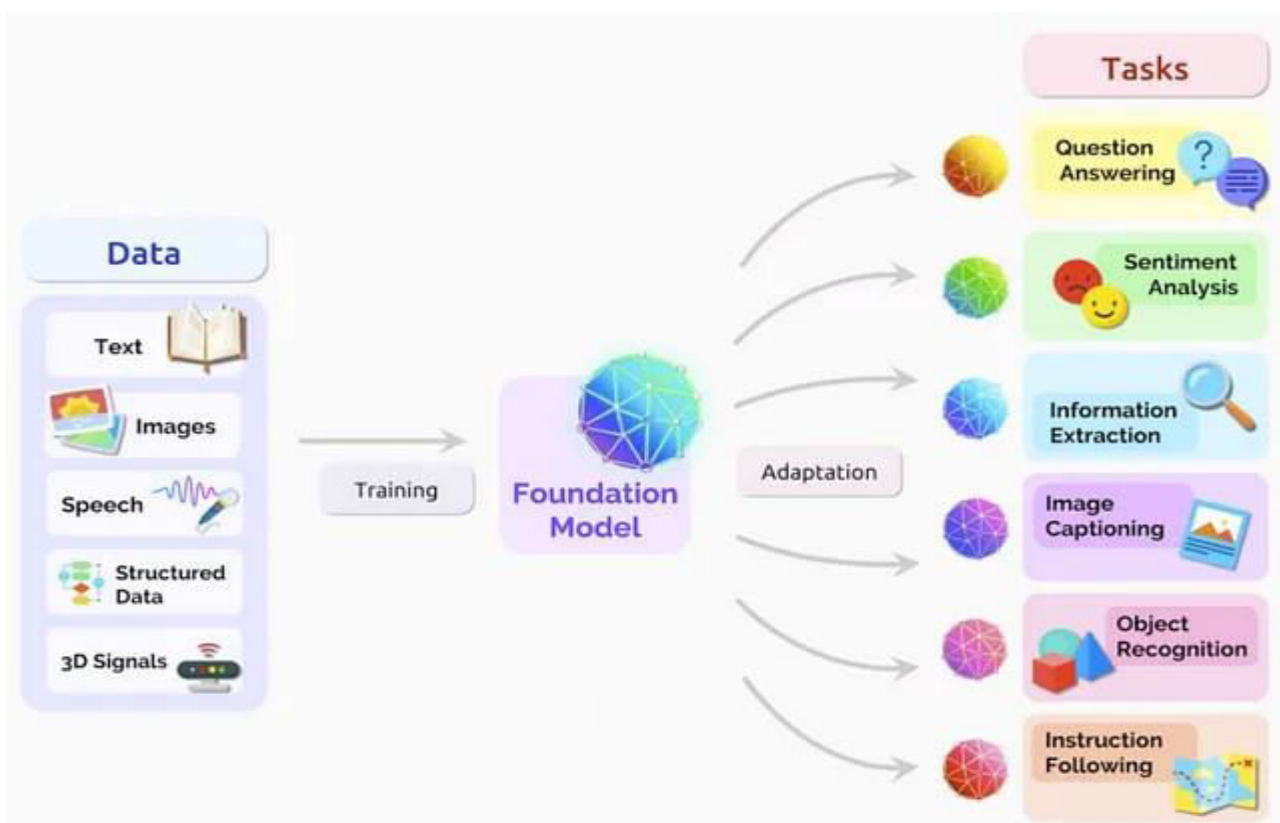 Data
Text
Images
Speech
Structured
Data
3D Signals
Training
Foundation
Model
Adaptation
Tasks
Question
Answering
?
Sentiment
Analysis
Information
Extraction
Image
Captioning
Object
Recognition
Instruction
Following